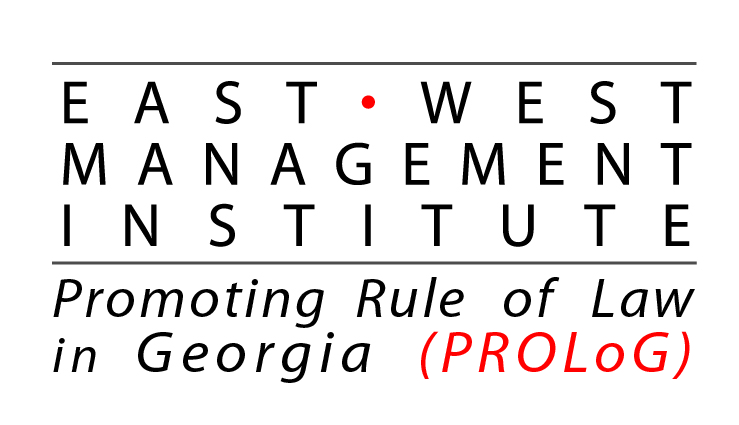 EAST • WEST
MANAGEMENT
INSTITUTE
Promoting Rule of Law
in Georgia (PROLoG)